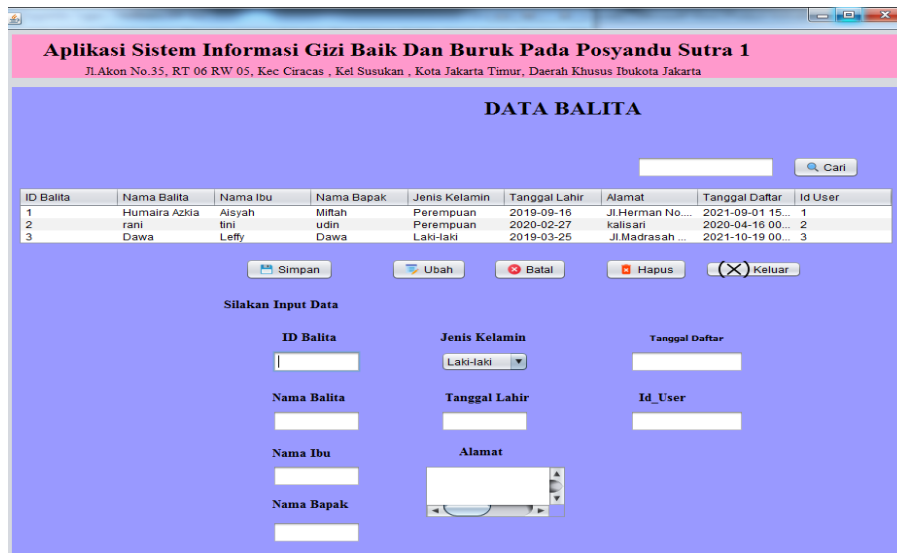 Aplikasi Sistem Informasi Gizi Baik Dan Buruk Pada Posyandu Sutra 1
Jl.Akon No.35, RT 06 RW 05, Kec Ciracas , Kel Susukan , Kota Jakarta Timur, Daerah Khusus Ibukota Jakarta
DATA BALITA
Cari
ID Balita Nama Balita Nama Ibu Nama Bapak Jenis Kelamin Tanggal Lahir Alamat Tanggal Daftar Id User
1 Humaira Azkia Aisyah Miftah Perempuan 2019-09-16 Jl.Herman No.... 2021-09-01 15... 1
2 rani tini udin Perempuan 2020-02-27 kalisari 2020-04-16 00... 2
3 Dawa Leffy Dawa Laki-laki 2019-03-25 Jl.Madrasah ... 2021-10-19 00... 3
Simpan Ubah Batal Hapus (X) Keluar
Silakan Input Data
ID Balita Jenis Kelamin Tanggal Daftar
Laki-laki
Nama Balita Tanggal Lahir Id_User
Nama Ibu Alamat
Nama Bapak